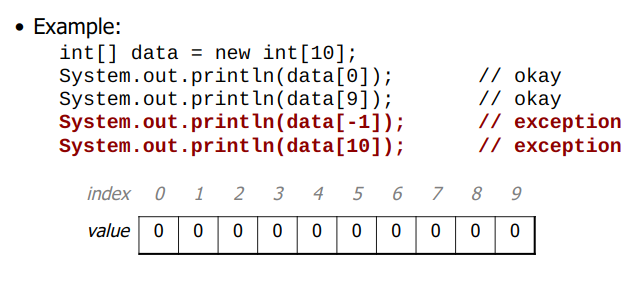 • Example:
int[] data = new int[10];
System.out.println(data[0]); // okay
System.out.println(data[9]); // okay
System.out.println(data[-1]); // exception
System.out.println(data[10]); // exception
index 0 1 2 3 4 5 6 7 8 9
value 0 0 0 0 0 0 0 0 0 0